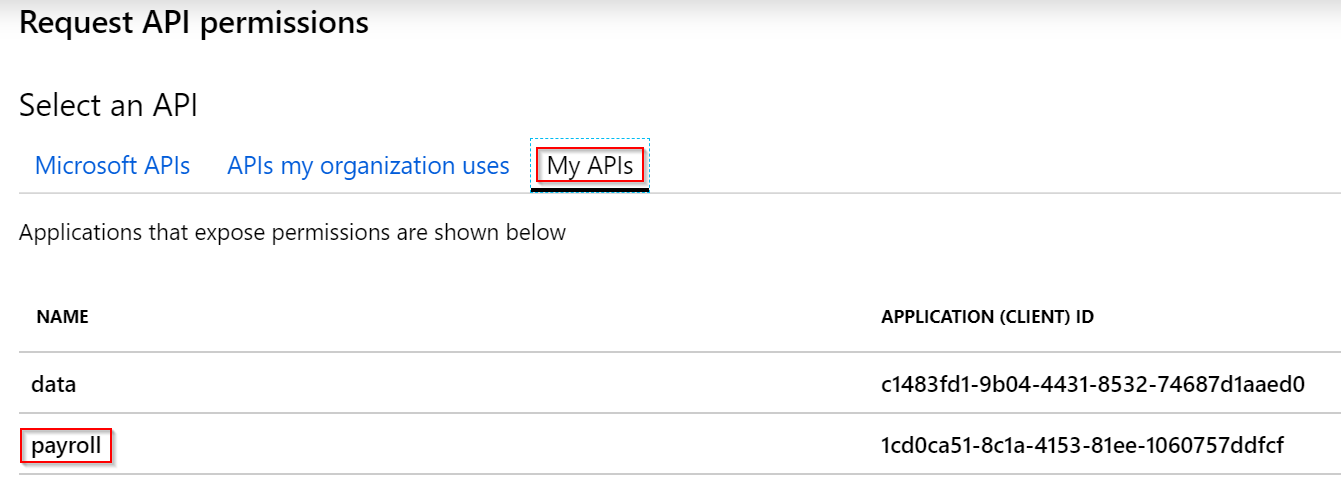 Request API permissions
Select an API
Microsoft APIs APIs my organization uses My APIs
Applications that expose permissions are shown below
NAME APPLICATION (CLIENT) ID
data c1483fd1-9b04-4431-8532-74687d1aaed0
payroll 1cd0ca51-8c1a-4153-81ee-1060757ddfcf